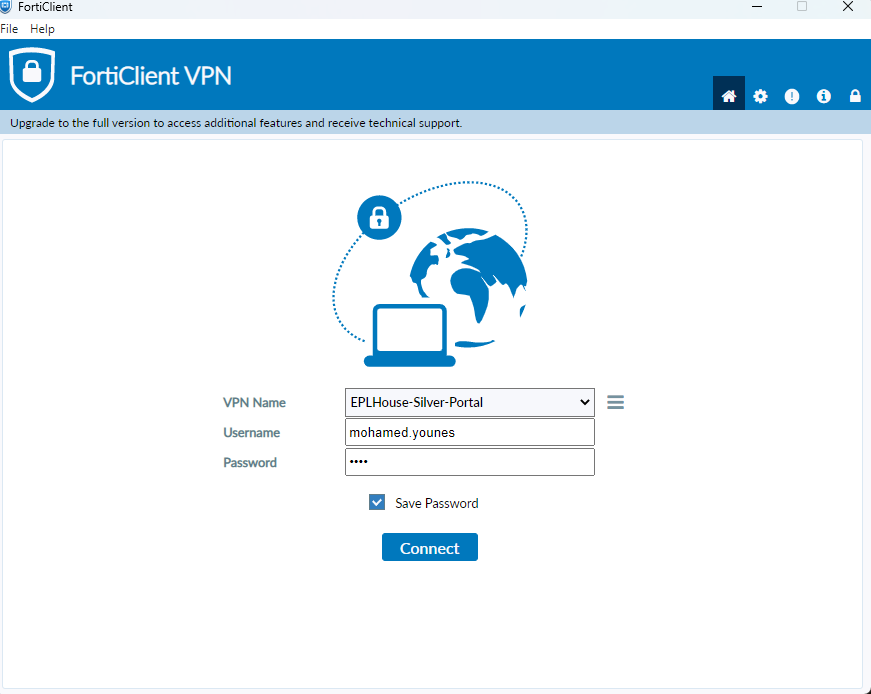 FortiClient
File Help
FortiClient VPN
Upgrade to the full version to access additional features and receive technical support.
VPN Name EPLHouse-Silver-Portal
Username mohamed.younes
Password ••••
Save Password
Connect